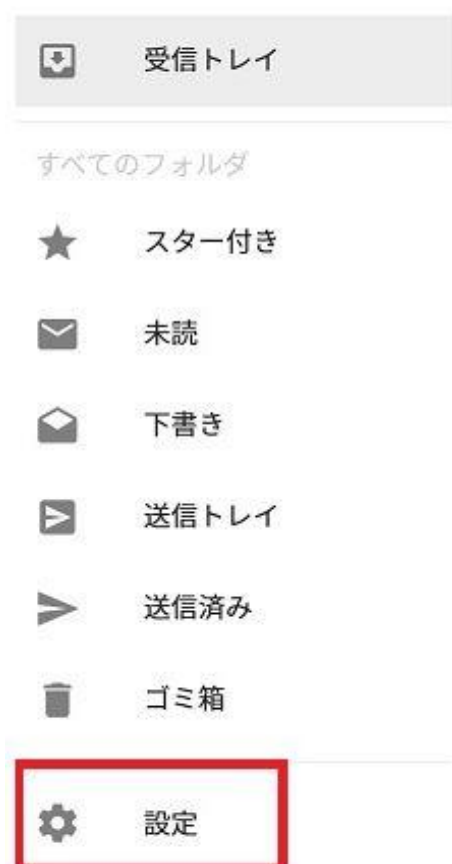 受信トレイ
すべてのフォルダ
スター付き
未読
下書き
送信トレイ
送信済み
ゴミ箱
設定